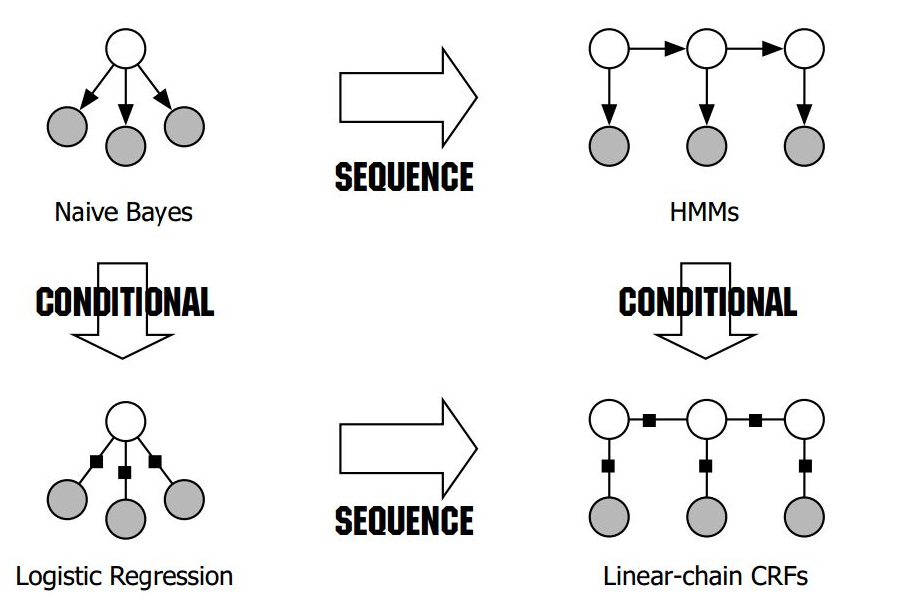 SEQUENCE
Naive Bayes
HMMs
CONDITIONAL
CONDITIONAL
SEQUENCE
Logistic Regression
Linear-chain CRFs